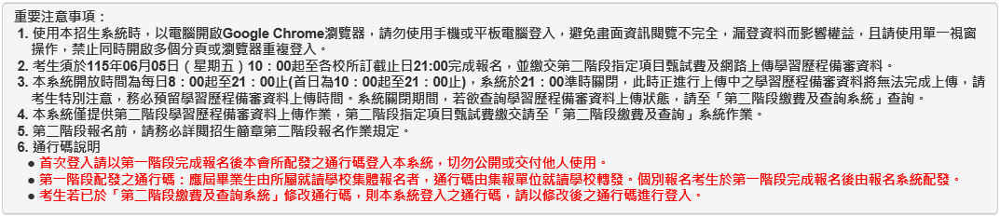 重要注意事項：
1. 使用本招生系統時，以電腦開啟Google Chrome瀏覽器，請勿使用手機或平板電腦登入，避免畫面資訊閱覽不完全，漏登資料而影響權益，且請使用單一視窗
操作，禁止同時開啟多個分頁或瀏覽器重複登入。
2. 考生須於115年06月05日（星期五）10：00起至各校所訂截止日21:00完成報名，並繳交第二階段指定項目甄試費及網路上傳學習歷程備審資料。
3. 本系統開放時間為每日8：00起至21：00止(首日為10：00起至21：00止)，系統於21：00準時關閉，此時正進行上傳中之學習歷程備審資料將無法完成上傳，請
考生特別注意，務必預留學習歷程備審資料上傳時間。系統關閉期間，若欲查詢學習歷程備審資料上傳狀態，請至「第二階段繳費及查詢系統」查詢。
4. 本系統僅提供第二階段學習歷程備審資料上傳作業，第二階段指定項目甄試費繳交請至「第二階段繳費及查詢」系統作業。
5. 第二階段報名前，請務必詳閱招生簡章第二階段報名作業規定。
6. 通行碼說明
● 首次登入請以第一階段完成報名後本會所配發之通行碼登入本系統，切勿公開或交付他人使用。
● 第一階段配發之通行碼：應屆畢業生由所屬就讀學校集體報名者，通行碼由集報單位就讀學校轉發。個別報名考生於第一階段完成報名後由報名系統配發。
● 考生若已於「第二階段繳費及查詢系統」修改通行碼，則本系統登入之通行碼，請以修改後之通行碼進行登入。